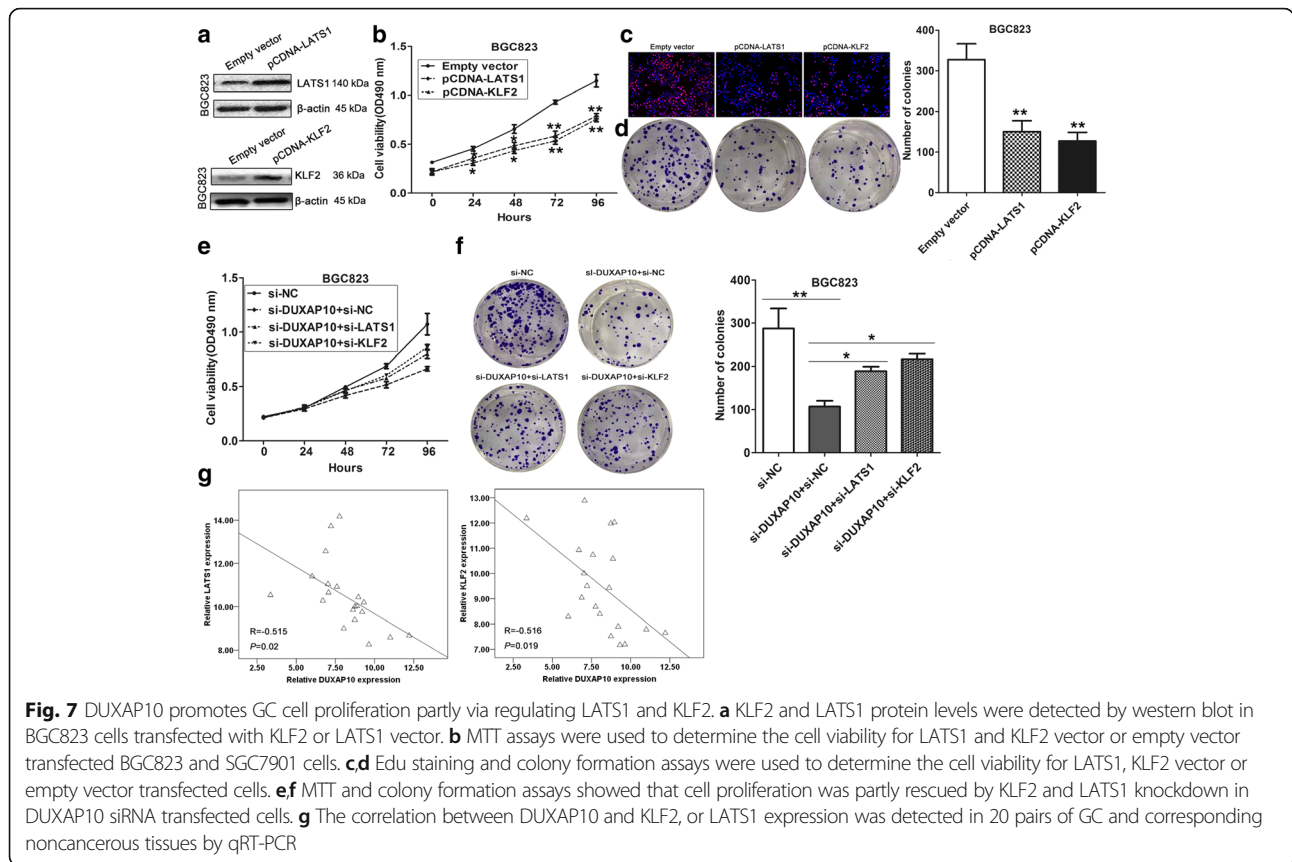 a
Empty vector
pCDNA-LATS1
BGC823
LATS1 140 kDa
β-actin 45 kDa
Empty vector
pCDNA-KLF2
BGC823
KLF2 36 kDa
β-actin 45 kDa
b
BGC823
Empty vector
pCDNA-LATS1
pCDNA-KLF2
Cell viability(OD490 nm)
1.5
1.0
0.5
0.0
*
*
*
**
**
**
**
0 24 48 72 96
Hours
c
Empty vector pCDNA-LATS1 pCDNA-KLF2
d
BGC823
Number of colonies
400
300
200
100
0
** **
Empty vector
pCDNA-LATS1
pCDNA-KLF2
e
BGC823
si-NC
si-DUXAP10+si-NC
si-DUXAP10+si-LATS1
si-DUXAP10+si-KLF2
Cell viability(OD490 nm)
1.5
1.0
0.5
0.0
0 24 48 72 96
Hours
f
si-NC sI-DUXAP10+si-NC
si-DUXAP10+si-LATS1 si-DUXAP10+si-KLF2
BGC823
Number of colonies
400
300
200
100
0
**
*
*
si-NC
si-DUXAP10+si-NC
si-DUXAP10+si-LATS1
si-DUXAP10+si-KLF2
g
Relative LATS1 expression
14.00
12.00
10.00
8.00
R=-0.515
P=0.02
2.50 5.00 7.50 10.00 12.50
Relative DUXAP10 expression
Relative KLF2 expression
13.00
12.00
11.00
10.00
9.00
8.00
7.00
R=-0.516
P=0.019
2.50 5.00 7.50 10.00 12.50
Relative DUXAP10 expression
Fig. 7 DUXAP10 promotes GC cell proliferation partly via regulating LATS1 and KLF2. a KLF2 and LATS1 protein levels were detected by western blot in
BGC823 cells transfected with KLF2 or LATS1 vector. b MTT assays were used to determine the cell viability for LATS1 and KLF2 vector or empty vector
transfected BGC823 and SGC7901 cells. c,d Edu staining and colony formation assays were used to determine the cell viability for LATS1, KLF2 vector or
empty vector transfected cells. e,f MTT and colony formation assays showed that cell proliferation was partly rescued by KLF2 and LATS1 knockdown in
DUXAP10 siRNA transfected cells. g The correlation between DUXAP10 and KLF2, or LATS1 expression was detected in 20 pairs of GC and corresponding
noncancerous tissues by qRT-PCR